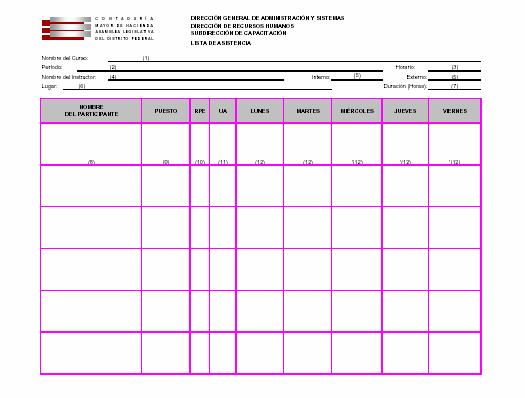 CONTADURÍA
MAYOR DE HACIENDA
ASAMBLEA LEGISLATIVA
DEL DISTRITO FEDERAL
DIRECCIÓN GENERAL DE ADMINISTRACIÓN Y SISTEMAS
DIRECCIÓN DE RECURSOS HUMANOS
SUBDIRECCIÓN DE CAPACITACIÓN
LISTA DE ASISTENCIA
Nombre del Curso: (1)
Periodo: (2) Horario: (3)
Nombre del Instructor: (4) Interno: (5) Externo: (6)
Lugar: Duración (Horas): (7)
NOMBRE DEL PARTICIPANTE PUESTO RPE UA LUNES MARTES MIÉRCOLES JUEVES VIERNES
(9) (10) (11) (12) (12) (12) (12) (12)